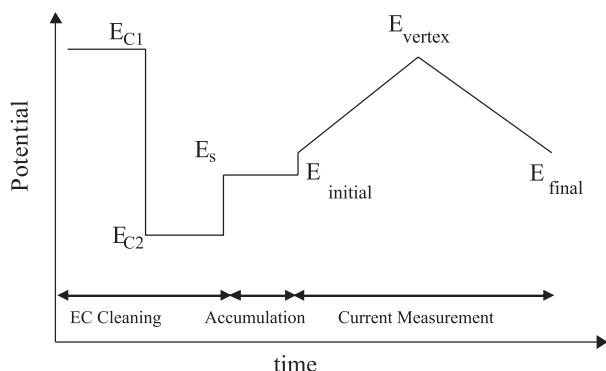 E_C1
E_vertex
E_s
E_initial
E_final
E_C2
Potential
EC Cleaning
Accumulation
Current Measurement
time